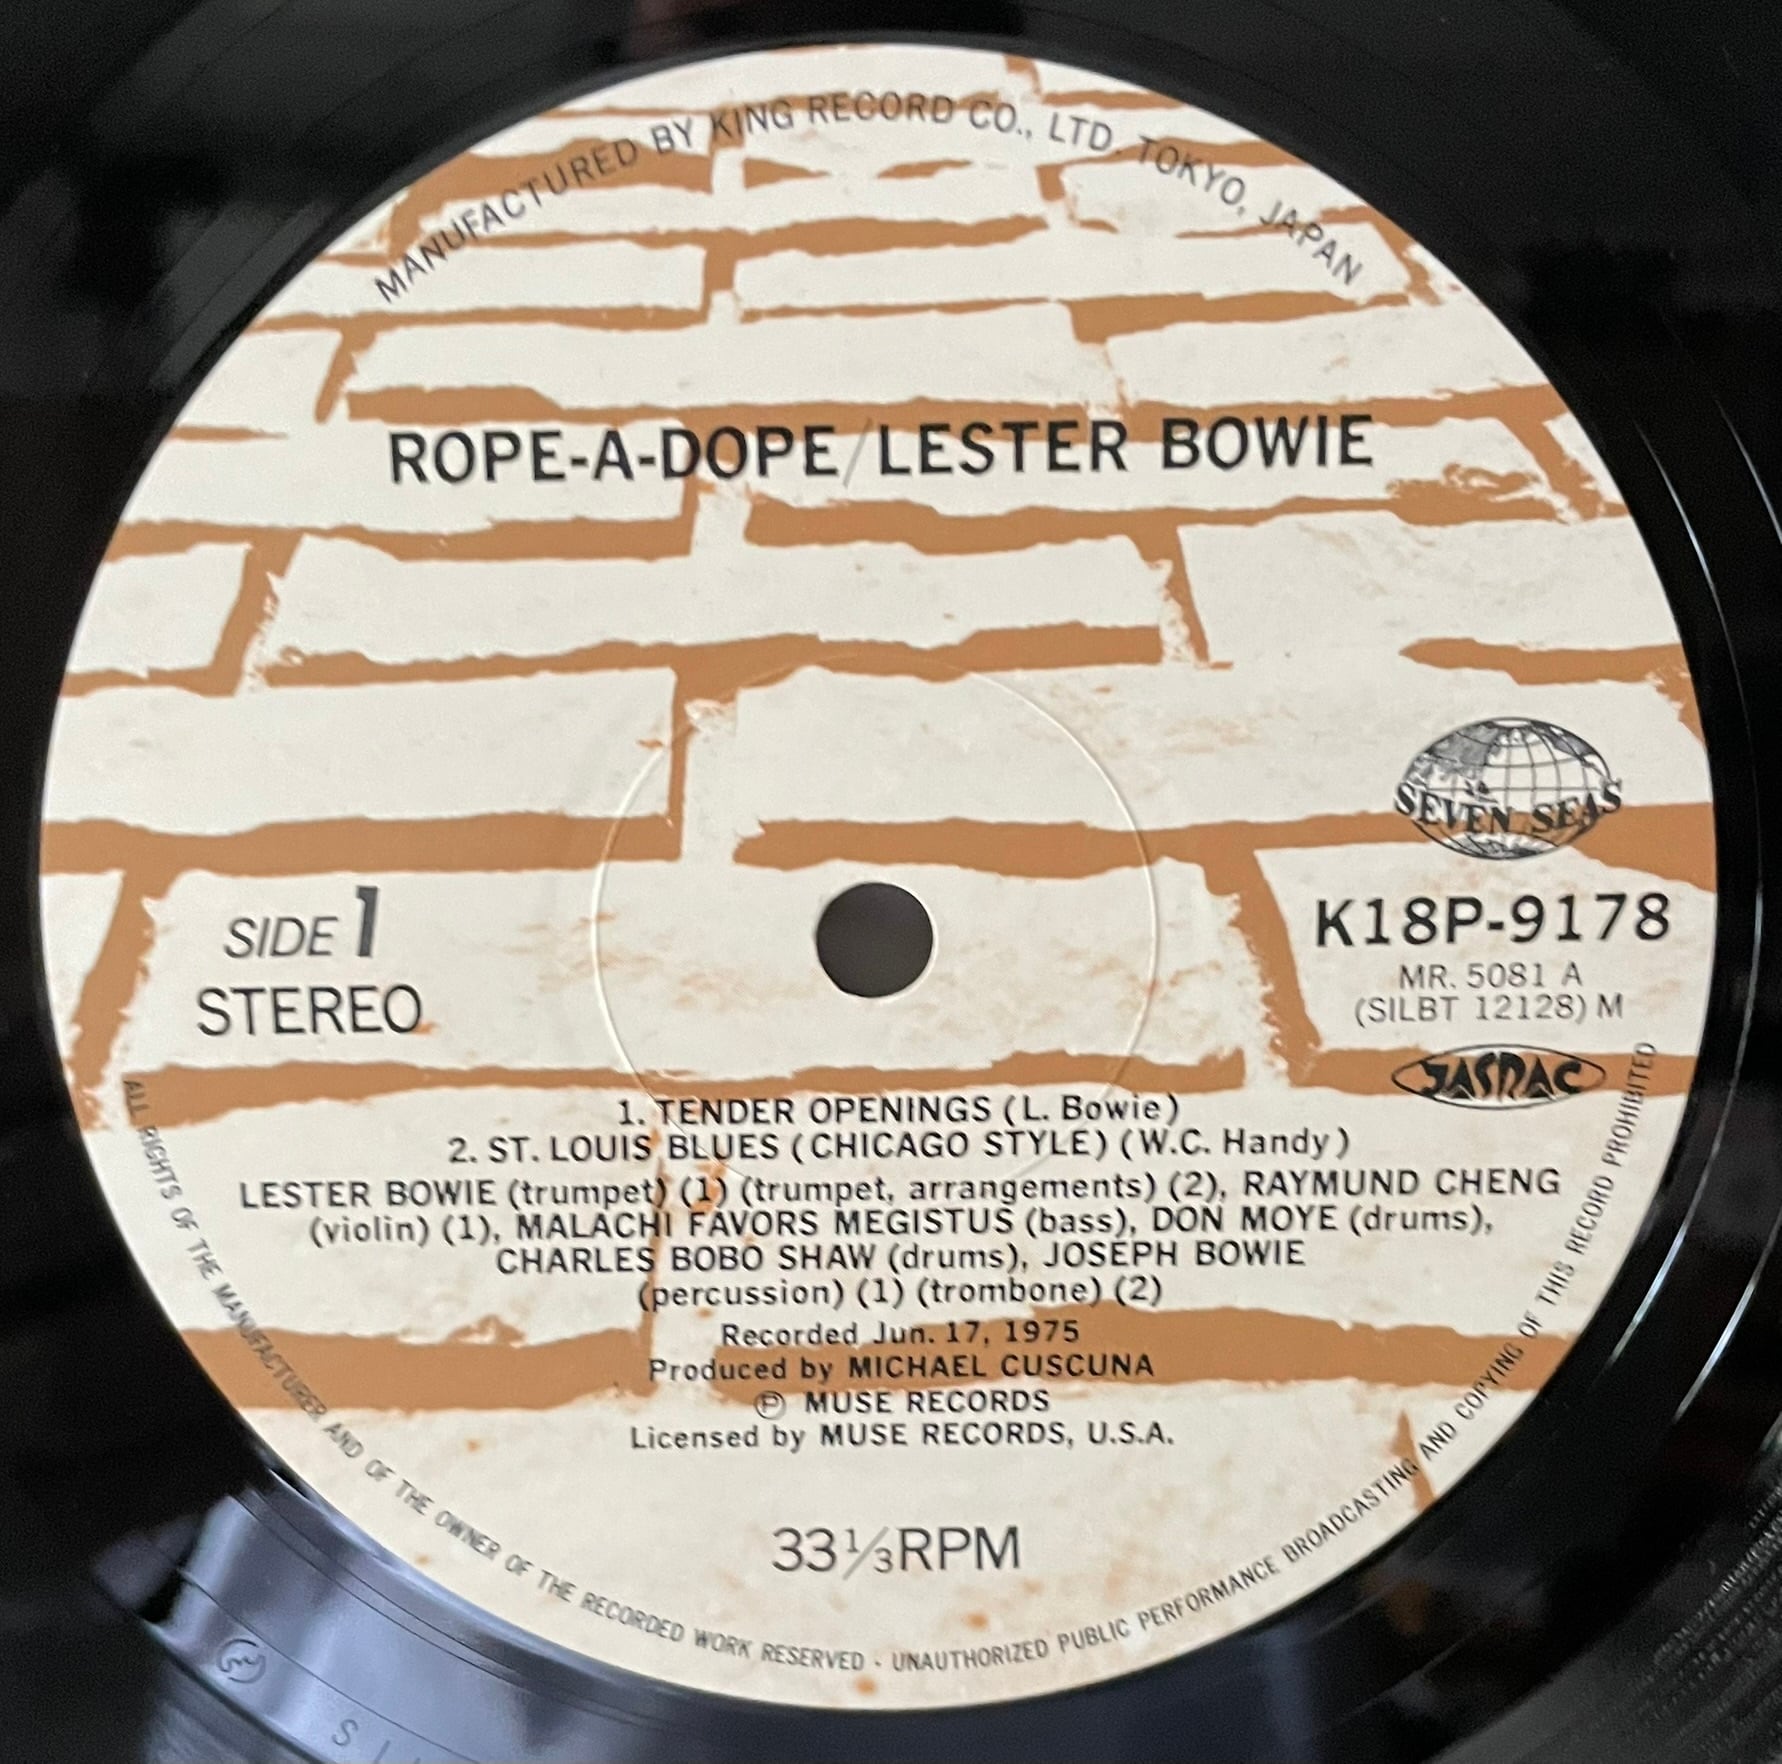 MANUFACTURED BY KING RECORD CO., LTD. TOKYO, JAPAN
ROPE-A-DOPE/LESTER BOWIE
SEVEN SEAS
SIDE 1
STEREO
K18P-9178
MR. 5081 A
(SILBT 12128) M
JASRAC
1. TENDER OPENINGS (L. Bowie)
2. ST. LOUIS BLUES (CHICAGO STYLE) (W.C. Handy)
LESTER BOWIE (trumpet) (1) (trumpet, arrangements) (2), RAYMUND CHENG
(violin) (1), MALACHI FAVORS MEGISTUS (bass), DON MOYE (drums),
CHARLES BOBO SHAW (drums), JOSEPH BOWIE
(percussion) (1) (trombone) (2)
Recorded Jun. 17, 1975
Produced by MICHAEL CUSCUNA
Ⓟ MUSE RECORDS
Licensed by MUSE RECORDS, U.S.A.
33 1/3 RPM
ALL RIGHTS OF THE MANUFACTURER AND OF THE OWNER OF THE RECORDED WORK RESERVED · UNAUTHORIZED PUBLIC PERFORMANCE BROADCASTING AND COPYING OF THIS RECORD PROHIBITED